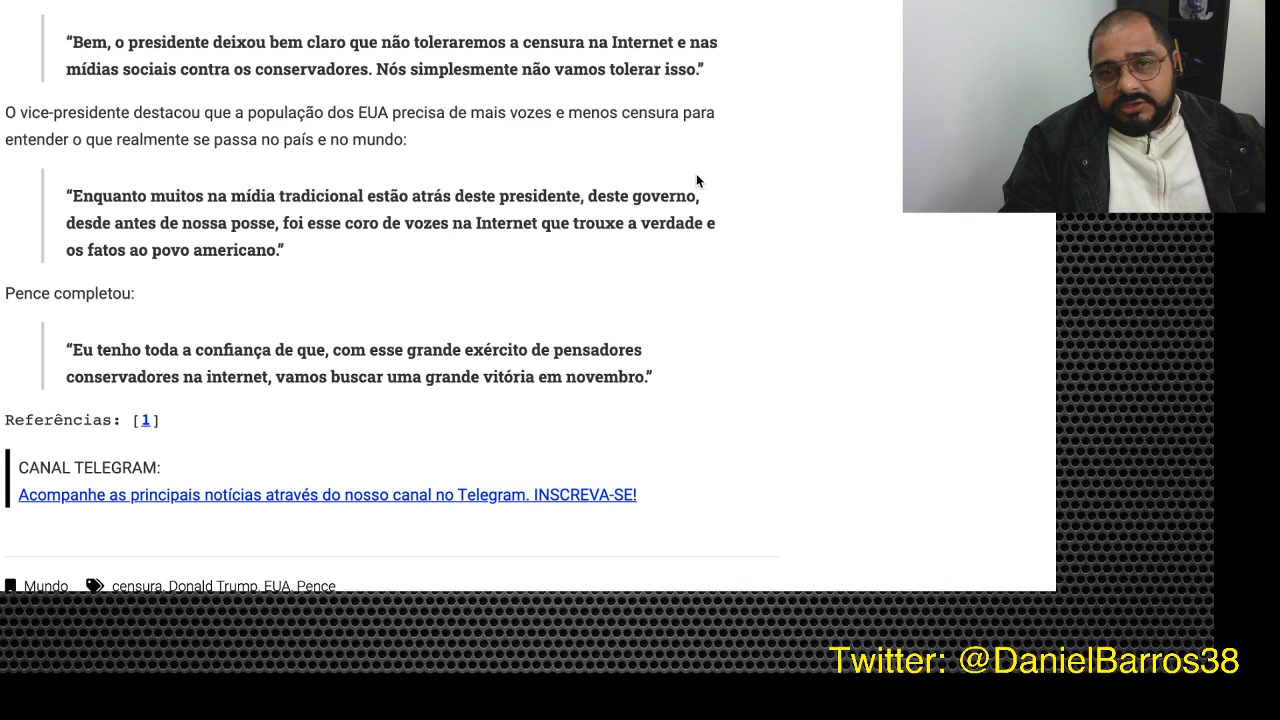 “Bem, o presidente deixou bem claro que não toleraremos a censura na Internet e nas
mídias sociais contra os conservadores. Nós simplesmente não vamos tolerar isso.”
O vice-presidente destacou que a população dos EUA precisa de mais vozes e menos censura para
entender o que realmente se passa no país e no mundo:
“Enquanto muitos na mídia tradicional estão atrás deste presidente, deste governo,
desde antes de nossa posse, foi esse coro de vozes na Internet que trouxe a verdade e
os fatos ao povo americano.”
Pence completou:
“Eu tenho toda a confiança de que, com esse grande exército de pensadores
conservadores na internet, vamos buscar uma grande vitória em novembro.”
Referências: [1]
CANAL TELEGRAM:
Acompanhe as principais notícias através do nosso canal no Telegram. INSCREVA-SE!
Mundo censura, Donald Trump, EUA, Pence
Twitter: @DanielBarros38